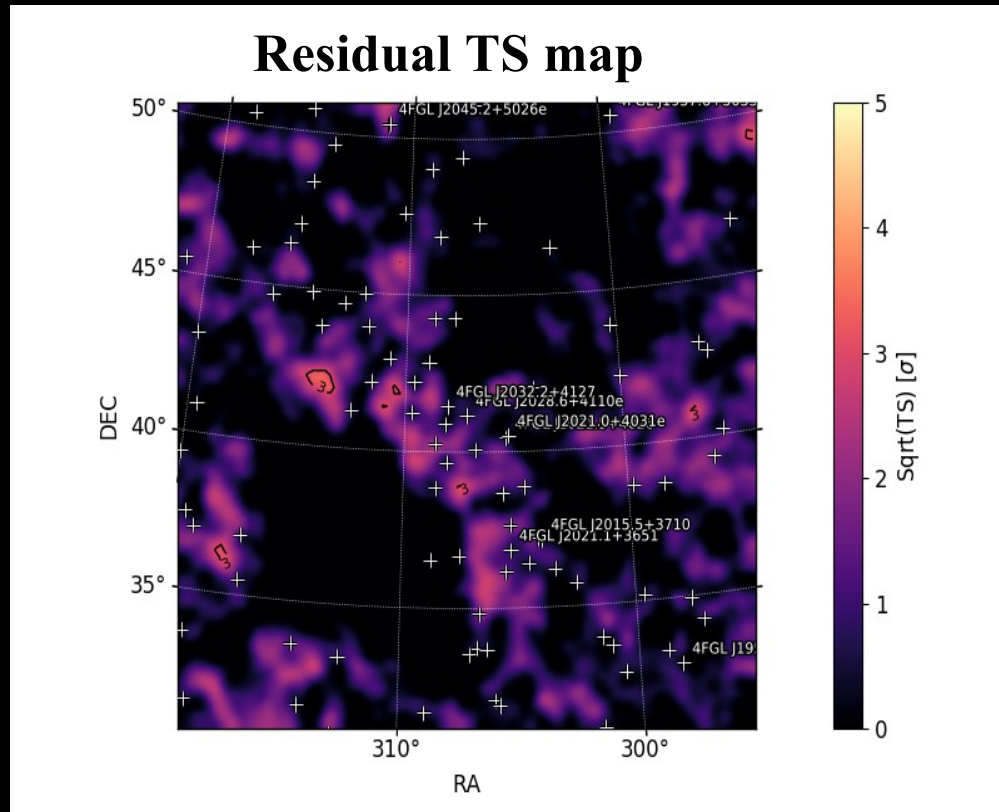 Residual TS map
50°
4FGL J2045.2+5026e
45°
4FGL J2032.2+4127
4FGL J2028.6+4110e
4FGL J2021.0+4031e
40°
4FGL J2015.5+3710
4FGL J2021.1+3651
35°
4FGL J19
3
3
3
3
310°
300°
RA
DEC
5
4
3
2
1
0
Sqrt(TS) [σ]